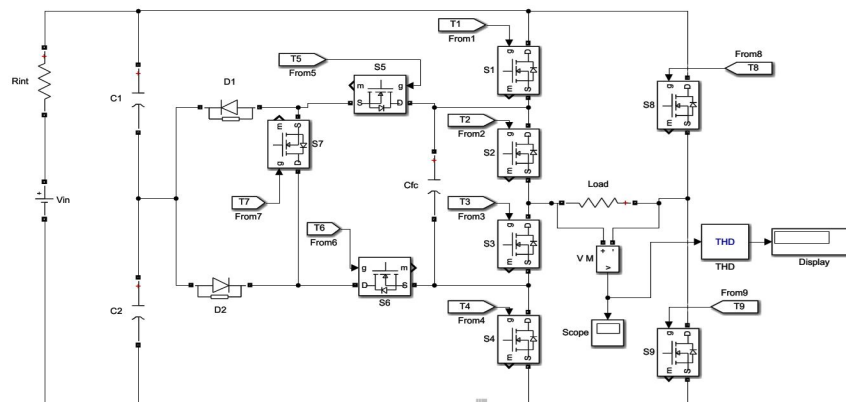 T1
From1
g
D
S1
m
S
T5
From5
S5
m
g
S
D
From8
T8
g
D
S8
m
S
Rint
+
C1
+
D1
m
S
g
D
S7
T7
From7
T2
From2
g
D
S2
m
S
Cfc
+
Vin
+
T3
From3
g
D
S3
m
S
Load
+
V M
+
-
v
THD
THD
Display
T6
From6
g
m
D
S
S6
C2
+
D2
T4
From4
g
D
S4
m
S
Scope
From9
T9
g
D
S9
m
S